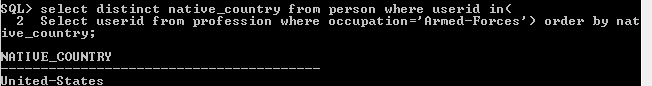 SQL> select distinct native_country from person where userid in(
  2  Select userid from profession where occupation='Armed-Forces') order by nat
ive_country;
NATIVE_COUNTRY
----------------------------------------
United-States